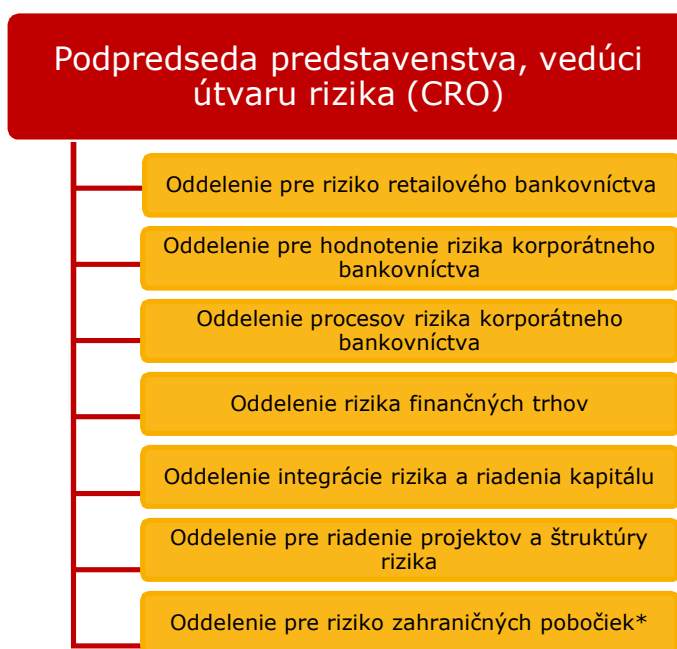 Podpredseda predstavenstva, vedúci
útvaru rizika (CRO)
Oddelenie pre riziko retailového bankovníctva
Oddelenie pre hodnotenie rizika korporátneho
bankovníctva
Oddelenie procesov rizika korporátneho
bankovníctva
Oddelenie rizika finančných trhov
Oddelenie integrácie rizika a riadenia kapitálu
Oddelenie pre riadenie projektov a štruktúry
rizika
Oddelenie pre riziko zahraničných pobočiek*